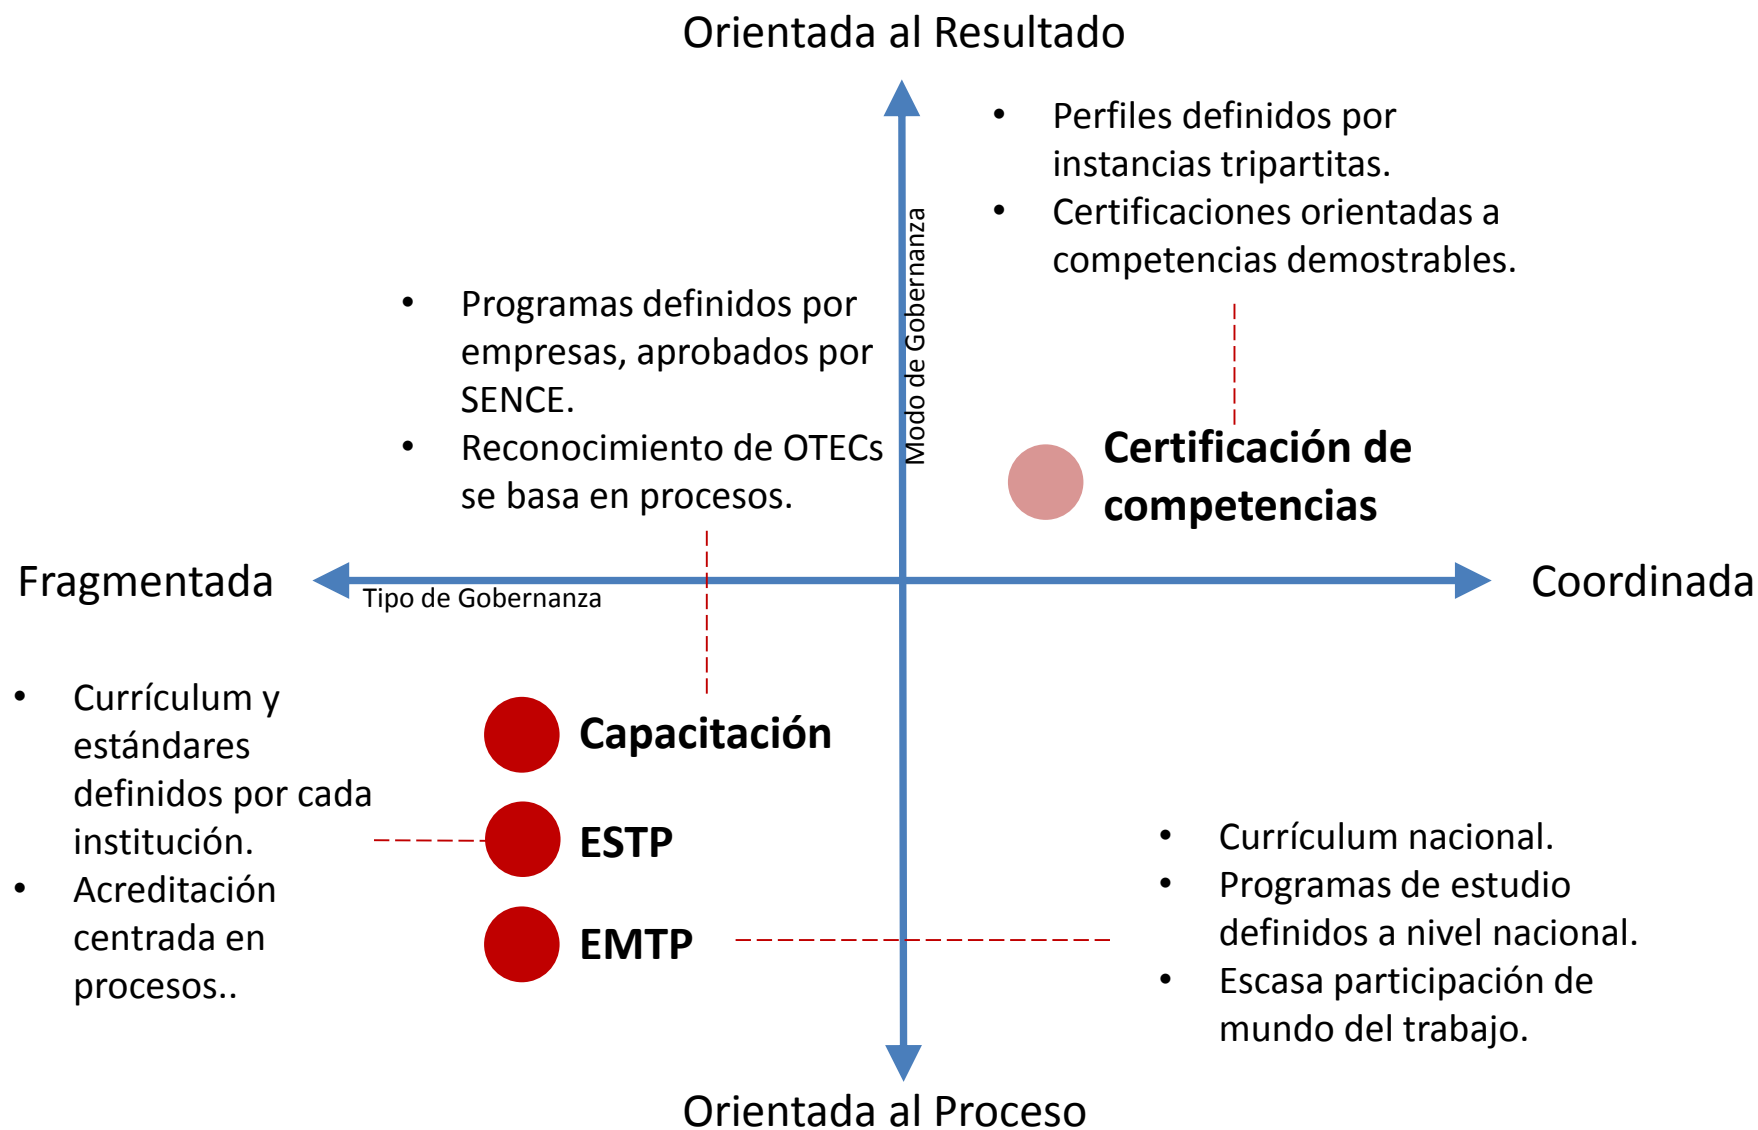 Orientada al Resultado
• Perfiles definidos por
instancias tripartitas.
• Certificaciones orientadas a
competencias demostrables.
Modo de Gobernanza
• Programas definidos por
empresas, aprobados por
SENCE.
• Reconocimiento de OTECs
se basa en procesos.
Certificación de
competencias
Fragmentada
Tipo de Gobernanza
Coordinada
• Currículum y
estándares
definidos por cada
institución.
• Acreditación
centrada en
procesos..
Capacitación
ESTP
EMTP
• Currículum nacional.
• Programas de estudio
definidos a nivel nacional.
• Escasa participación de
mundo del trabajo.
Orientada al Proceso